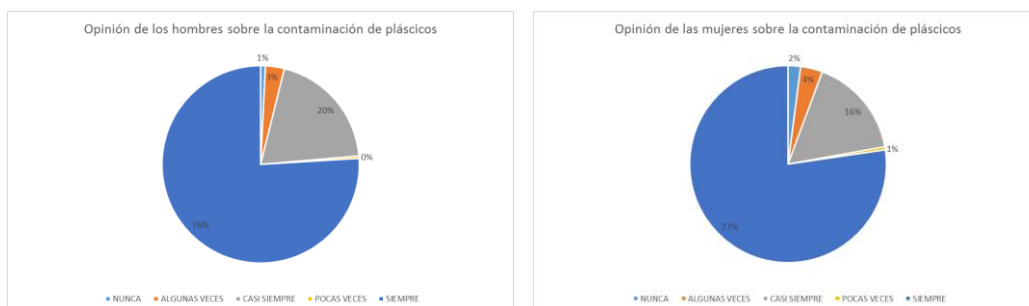 Opinión de los hombres sobre la contaminación de pláscicos
1%
3%
20%
0%
76%
NUNCA ALGUNAS VECES CASI SIEMPRE POCAS VECES SIEMPRE
Opinión de las mujeres sobre la contaminación de pláscicos
2%
4%
16%
1%
77%
NUNCA ALGUNAS VECES CASI SIEMPRE POCAS VECES SIEMPRE